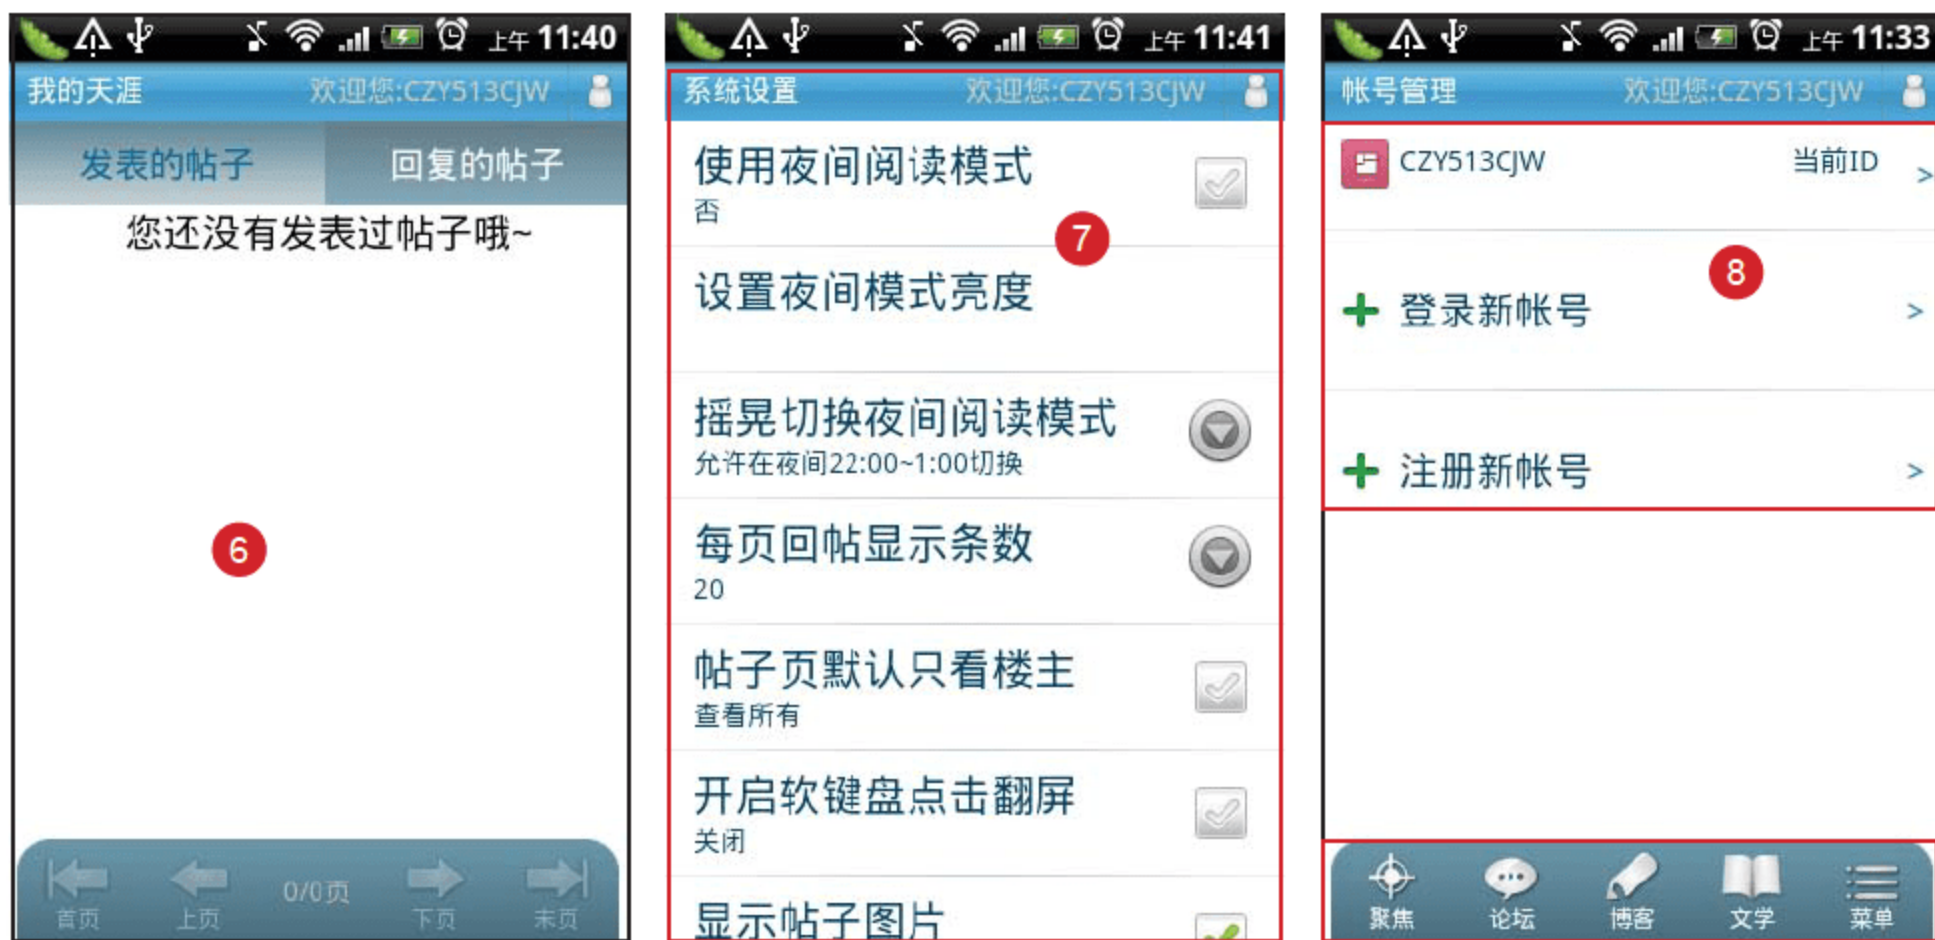 上午 11:40
我的天涯 欢迎您:CZY513CJW
发表的帖子 回复的帖子
您还没有发表过帖子哦~
6
首页 上页 0/0页 下页 末页
上午 11:41
系统设置 欢迎您:CZY513CJW
使用夜间阅读模式
否
7
设置夜间模式亮度
摇晃切换夜间阅读模式
允许在夜间22:00~1:00切换
每页回帖显示条数
20
帖子页默认只看楼主
查看所有
开启软键盘点击翻屏
关闭
显示帖子图片
上午 11:33
帐号管理 欢迎您:CZY513CJW
CZY513CJW 当前ID >
8
登录新帐号 >
注册新帐号 >
聚焦 论坛 博客 文学 菜单